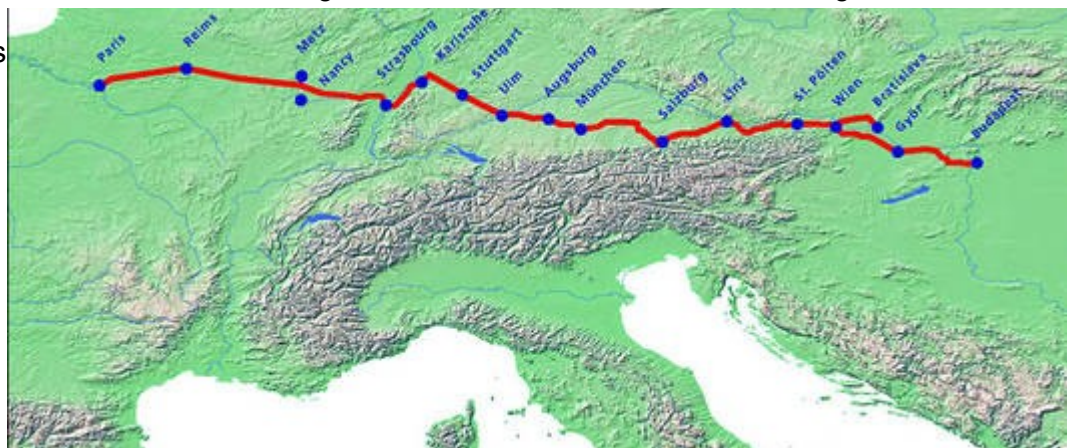 s
Paris
Reims
Metz
Nancy
Strasbourg
Karlsruhe
Stuttgart
Ulm
Augsburg
München
Salzburg
Linz
St. Pölten
Wien
Bratislava
Györ
Budapest